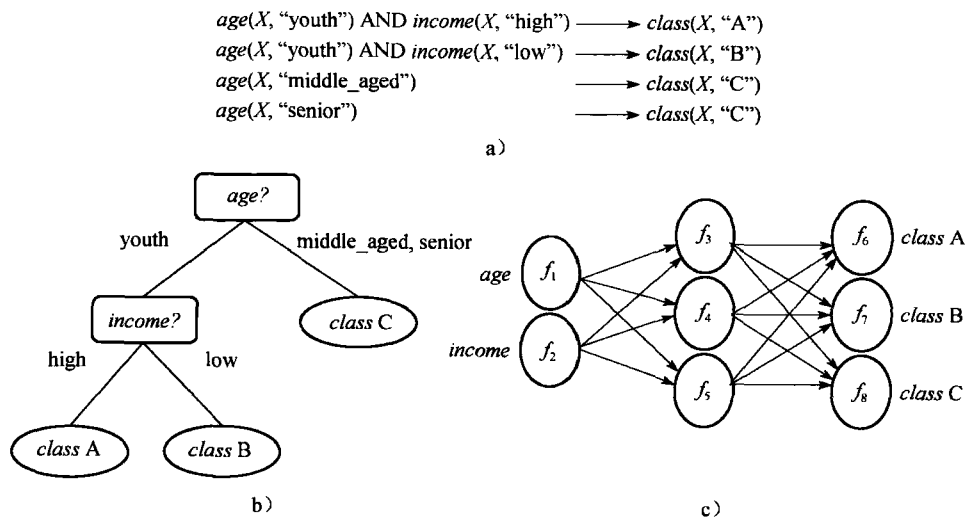 age(X, “youth”) AND income(X, “high”) ⟶ class(X, “A”)
age(X, “youth”) AND income(X, “low”) ⟶ class(X, “B”)
age(X, “middle_aged”) ⟶ class(X, “C”)
age(X, “senior”) ⟶ class(X, “C”)
a）
age?
youth
middle_aged, senior
income?
class C
high
low
class A
class B
b）
age
f₁
income
f₂
f₃
f₄
f₅
f₆
class A
f₇
class B
f₈
class C
c）